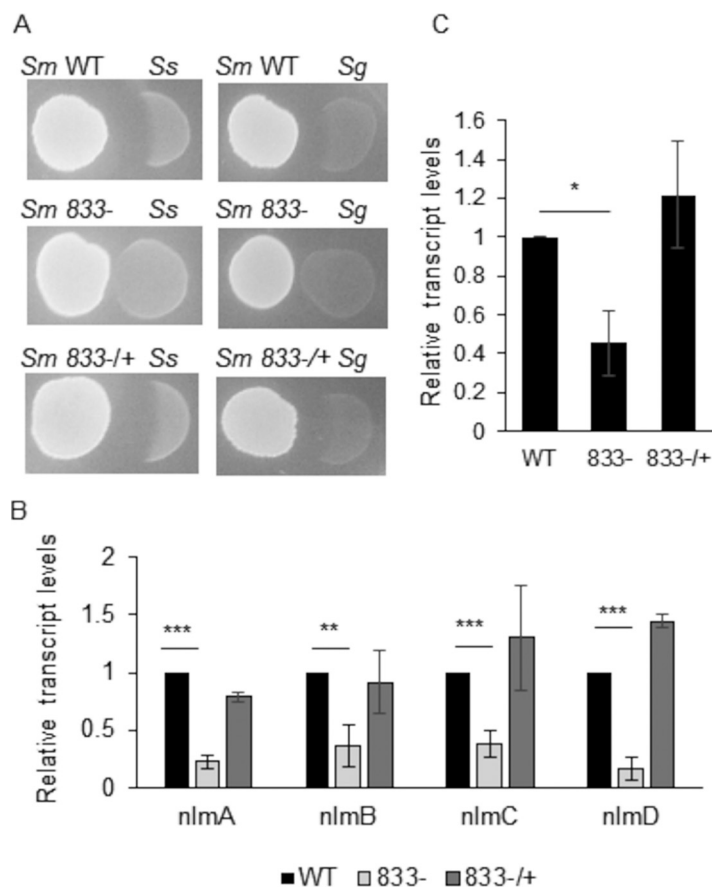 A
Sm WT Ss Sm WT Sg
Sm 833- Ss Sm 833- Sg
Sm 833-/+ Ss Sm 833-/+ Sg
C
Relative transcript levels
1.6
1.4
1.2
1
0.8
0.6
0.4
0.2
0
*
WT 833- 833-/+
B
Relative transcript levels
2
1.5
1
0.5
0
*** ** *** ***
nlmA nlmB nlmC nlmD
WT 833- 833-/+